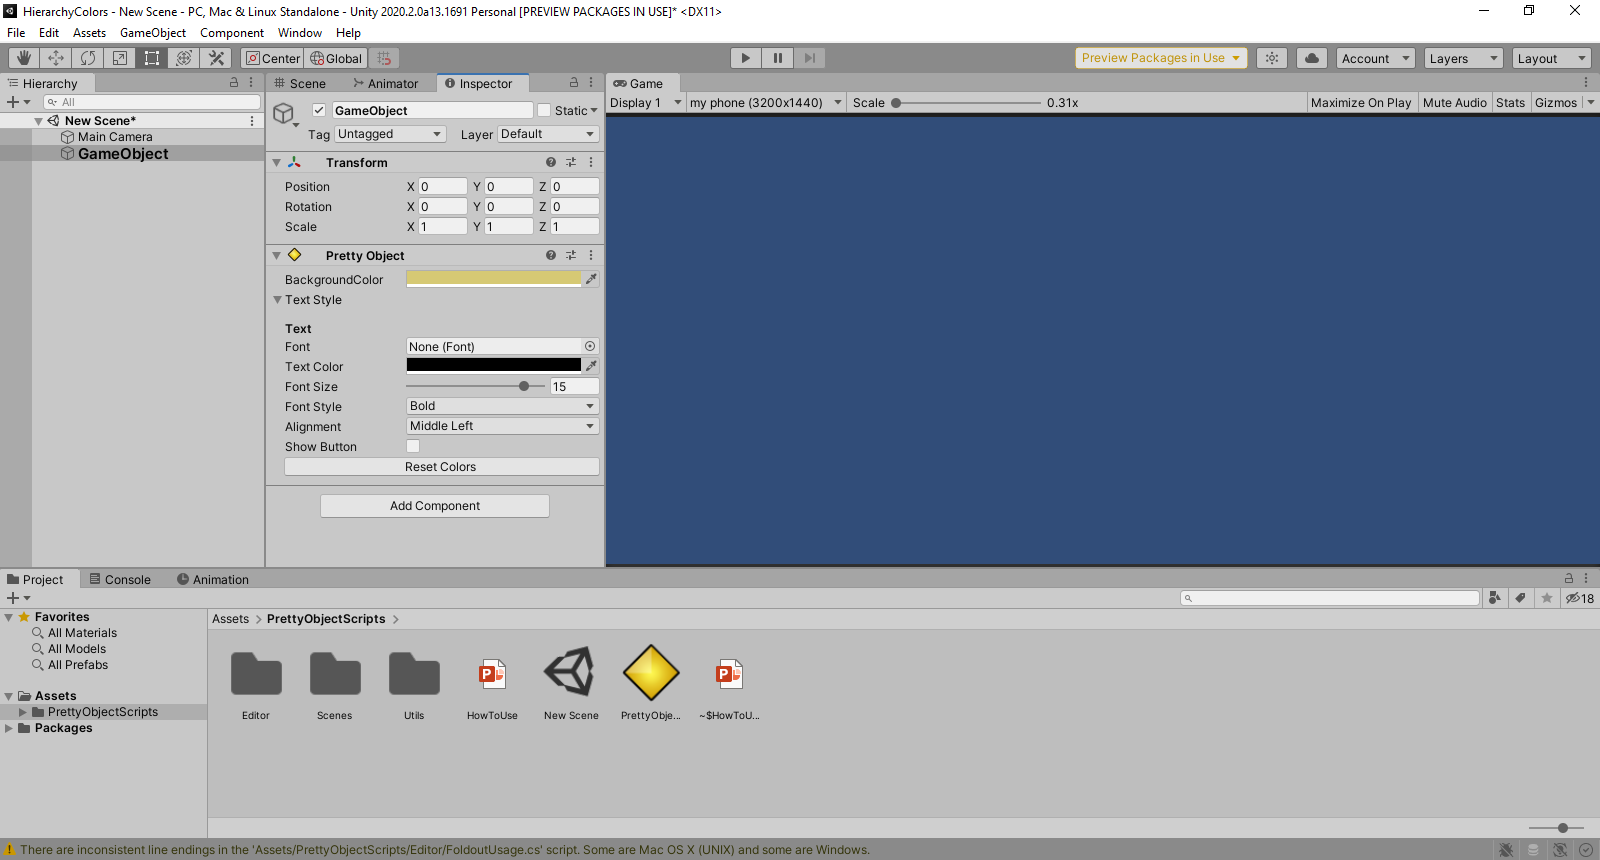 HierarchyColors - New Scene - PC, Mac & Linux Standalone - Unity 2020.2.0a13.1691 Personal [PREVIEW PACKAGES IN USE]* <DX11>
File Edit Assets GameObject Component Window Help
Center Global Preview Packages in Use Account Layers Layout
Hierarchy
All
New Scene*
Main Camera
GameObject
Scene Animator Inspector
GameObject Static
Tag Untagged Layer Default
Transform
Position X 0 Y 0 Z 0
Rotation X 0 Y 0 Z 0
Scale X 1 Y 1 Z 1
Pretty Object
BackgroundColor
Text Style
Text
Font None (Font)
Text Color
Font Size 15
Font Style Bold
Alignment Middle Left
Show Button
Reset Colors
Add Component
Game
Display 1 my phone (3200x1440) Scale 0.31x Maximize On Play Mute Audio Stats Gizmos
Project Console Animation
18
Favorites
All Materials
All Models
All Prefabs
Assets
PrettyObjectScripts
Packages
Assets > PrettyObjectScripts >
Editor Scenes Utils HowToUse New Scene PrettyObje... ~$HowToU...
There are inconsistent line endings in the 'Assets/PrettyObjectScripts/Editor/FoldoutUsage.cs' script. Some are Mac OS X (UNIX) and some are Windows.